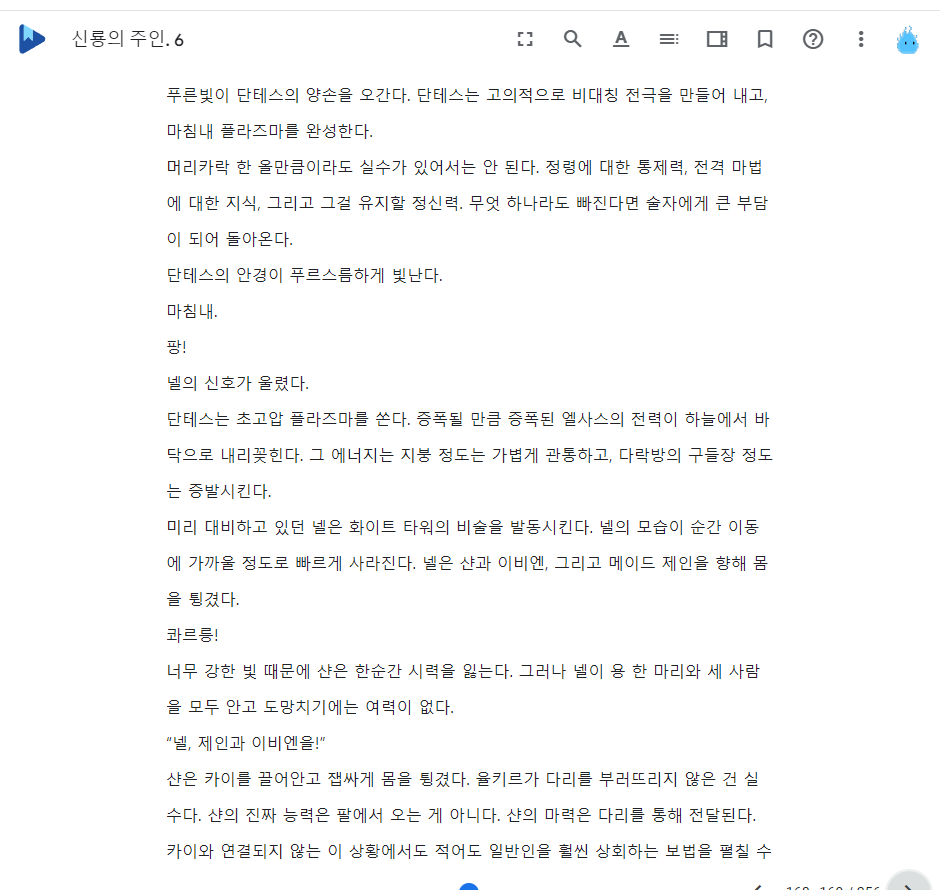 신룡의 주인. 6
푸른빛이 단테스의 양손을 오간다. 단테스는 고의적으로 비대칭 전극을 만들어 내고,
마침내 플라즈마를 완성한다.
머리카락 한 올만큼이라도 실수가 있어서는 안 된다. 정령에 대한 통제력, 전격 마법
에 대한 지식, 그리고 그걸 유지할 정신력. 무엇 하나라도 빠진다면 술자에게 큰 부담
이 되어 돌아온다.
단테스의 안경이 푸르스름하게 빛난다.
마침내.
팡!
넬의 신호가 울렸다.
단테스는 초고압 플라즈마를 쏜다. 증폭될 만큼 증폭된 엘사스의 전력이 하늘에서 바
닥으로 내리꽂힌다. 그 에너지는 지붕 정도는 가볍게 관통하고, 다락방의 구들장 정도
는 증발시킨다.
미리 대비하고 있던 넬은 화이트 타워의 비술을 발동시킨다. 넬의 모습이 순간 이동
에 가까울 정도로 빠르게 사라진다. 넬은 샨과 이비엔, 그리고 메이드 제인을 향해 몸
을 튕겼다.
콰르릉!
너무 강한 빛 때문에 샨은 한순간 시력을 잃는다. 그러나 넬이 용 한 마리와 세 사람
을 모두 안고 도망치기에는 여력이 없다.
“넬, 제인과 이비엔을!”
샨은 카이를 끌어안고 잽싸게 몸을 튕겼다. 율키르가 다리를 부러뜨리지 않은 건 실
수다. 샨의 진짜 능력은 팔에서 오는 게 아니다. 샨의 마력은 다리를 통해 전달된다.
카이와 연결되지 않는 이 상황에서도 적어도 일반인을 훨씬 상회하는 보법을 펼칠 수